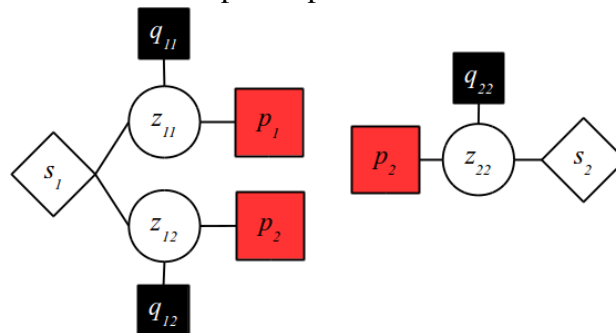 q₁₁
z₁₁
p₁
s₁
z₁₂
p₂
q₁₂
q₂₂
p₂
z₂₂
s₂